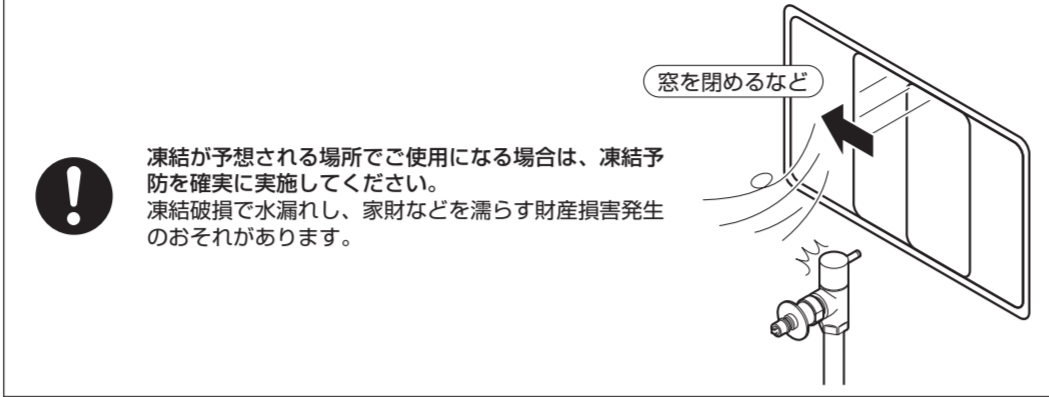 窓を閉めるなど
凍結が予想される場所でご使用になる場合は、凍結予
防を確実に実施してください。
凍結破損で水漏れし、家財などを濡らす財産損害発生
のおそれがあります。